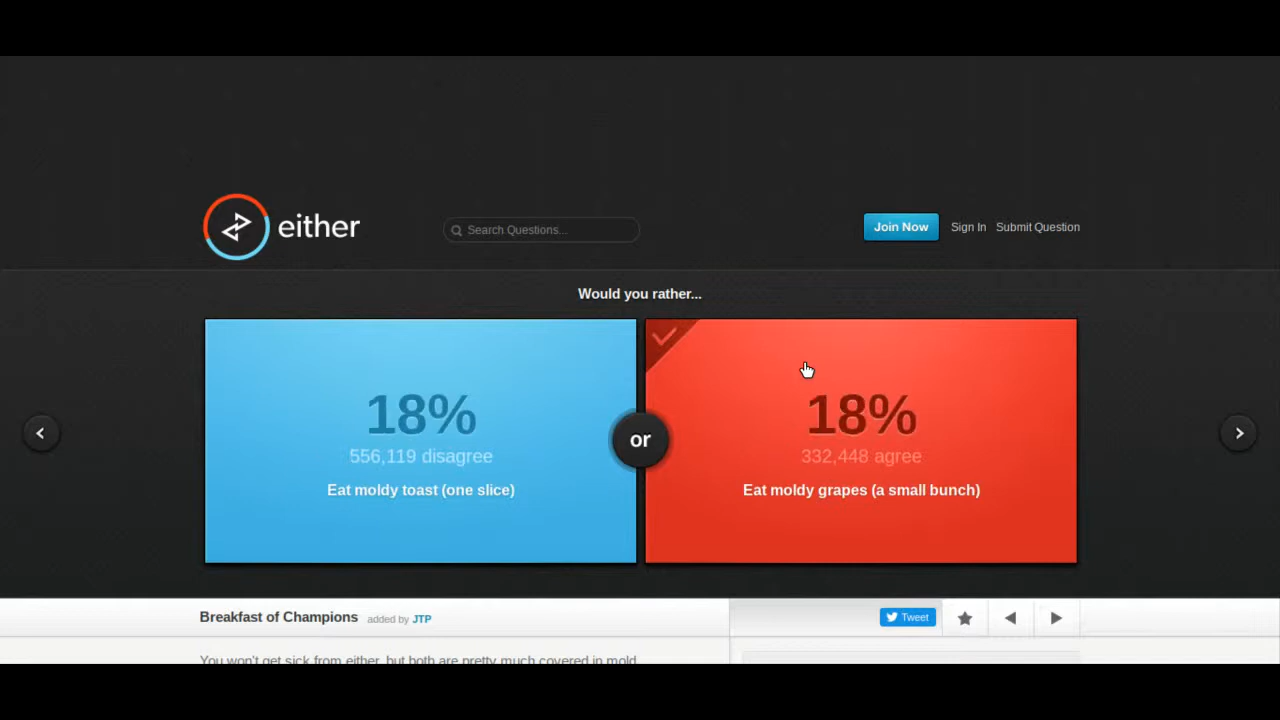 either
Search Questions...
Join Now
Sign In
Submit Question
Would you rather...
18%
556,119 disagree
Eat moldy toast (one slice)
or
18%
332,448 agree
Eat moldy grapes (a small bunch)
Breakfast of Champions added by JTP
Tweet
You won't get sick from either, but both are pretty much covered in mold.